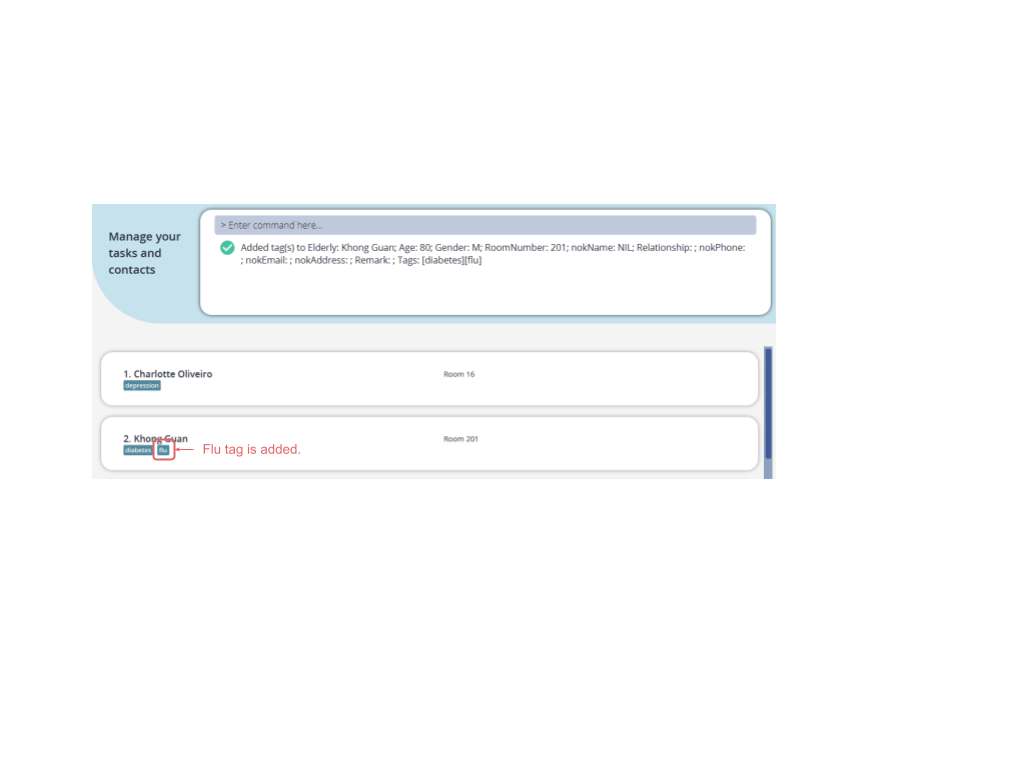 Manage your
tasks and
contacts
> Enter command here...
Added tag(s) to Elderly: Khong Guan; Age: 80; Gender: M; RoomNumber: 201; nokName: NIL; Relationship: ; nokPhone:
; nokEmail: ; nokAddress: ; Remark: ; Tags: [diabetes][flu]
1. Charlotte Oliveiro
Room 16
depression
2. Khong Guan
Room 201
diabetes flu
Flu tag is added.